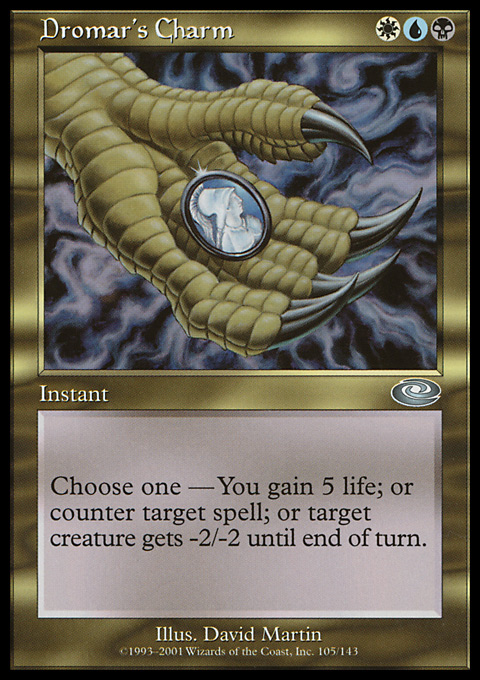 Dromar's Charm
Instant
Choose one — You gain 5 life; or
counter target spell; or target
creature gets -2/-2 until end of turn.
Illus. David Martin
©1993–2001 Wizards of the Coast, Inc. 105/143